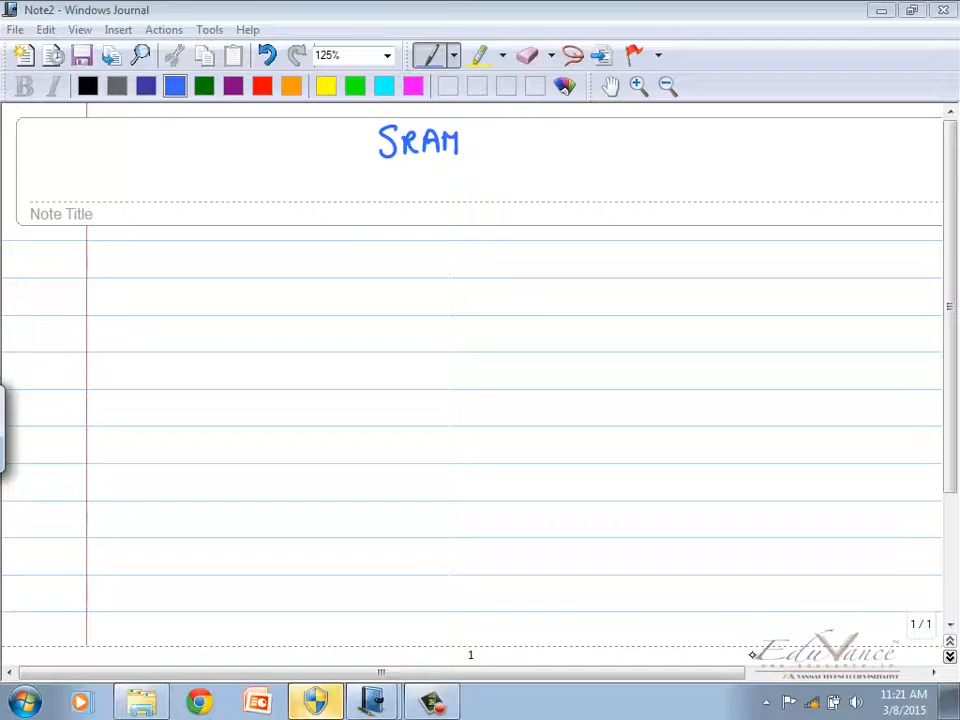 Note2 - Windows Journal
File Edit View Insert Actions Tools Help
125%
B I
SRAM
Note Title
1 / 1
1
EduVance
11:21 AM
3/8/2015